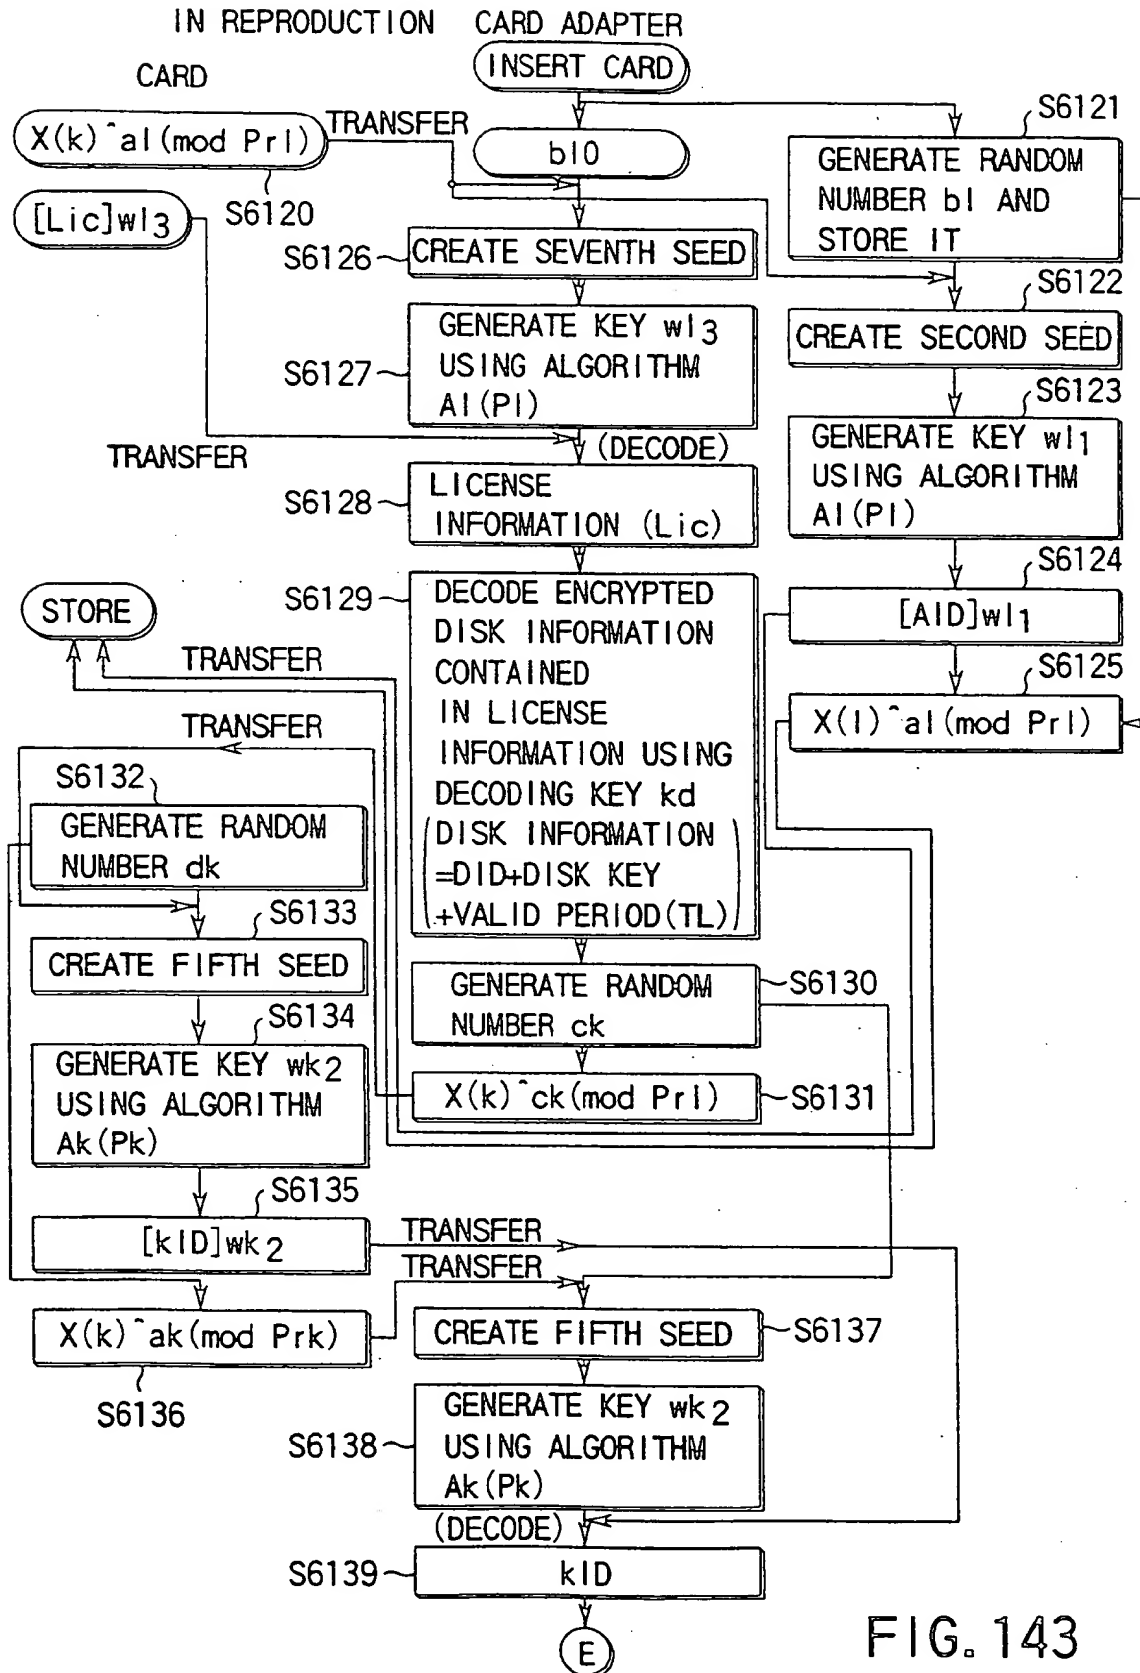 IN REPRODUCTION CARD ADAPTER
INSERT CARD
CARD
X(k)^al(mod Prl)
TRANSFER
S6120
[Lic]wl3
TRANSFER
bl0
S6121
GENERATE RANDOM
NUMBER bl AND
STORE IT
S6126
CREATE SEVENTH SEED
S6122
CREATE SECOND SEED
S6127
GENERATE KEY wl3
USING ALGORITHM
Al(Pl)
(DECODE)
S6123
GENERATE KEY wl1
USING ALGORITHM
Al(Pl)
S6128
LICENSE
INFORMATION (Lic)
S6124
[AID]wl1
S6129
DECODE ENCRYPTED
DISK INFORMATION
CONTAINED
IN LICENSE
INFORMATION USING
DECODING KEY kd
(DISK INFORMATION
=DID+DISK KEY
+VALID PERIOD(TL))
S6125
X(l)^al(mod Prl)
STORE
TRANSFER
TRANSFER
S6132
GENERATE RANDOM
NUMBER dk
S6133
CREATE FIFTH SEED
S6130
GENERATE RANDOM
NUMBER ck
S6134
GENERATE KEY wk2
USING ALGORITHM
Ak(Pk)
X(k)^ck(mod Prl)
S6131
S6135
[kID]wk2
TRANSFER
TRANSFER
X(k)^ak(mod Prk)
S6136
CREATE FIFTH SEED
S6137
S6138
GENERATE KEY wk2
USING ALGORITHM
Ak(Pk)
(DECODE)
S6139
kID
E
FIG. 143